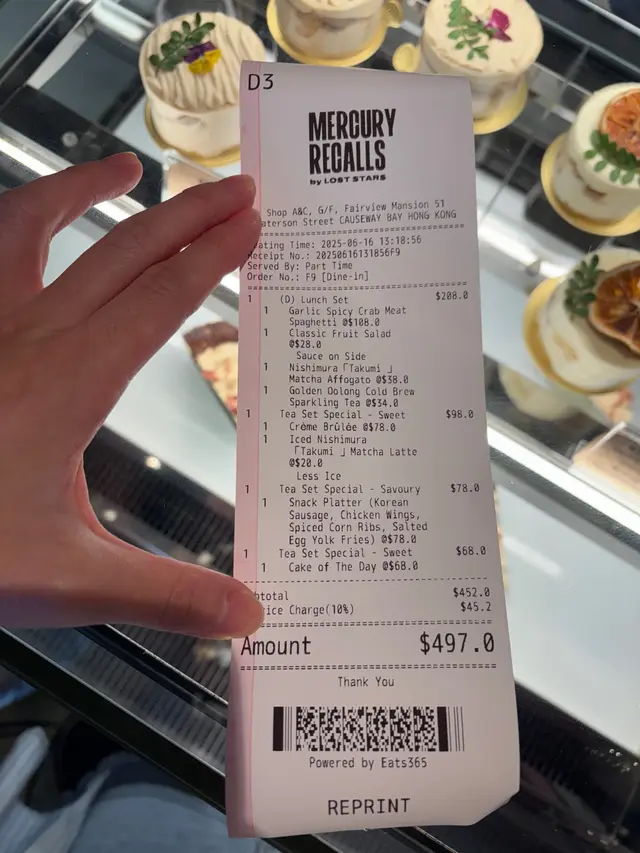 D3
MERCURY
RECALLS
by LOST STARS
Shop A&C, G/F, Fairview Mansion 51
Street CAUSEWAY BAY HONG KONG
Time: 2025-06-16 13:18:56
Receipt No.: 20250616131856F9
Served By: Part Time
Order No.: F9 [Dine-in]
1 (D) Lunch Set $208.0
1 Garlic Spicy Crab Meat
Spaghetti @$108.0
1 Classic Fruit Salad
@$28.0
Sauce on Side
1 Nishimura「Takumi」
Matcha Affogato @$38.0
1 Golden Oolong Cold Brew
Sparkling Tea @$34.0
1 Tea Set Special - Sweet $98.0
1 Crème Brûlée @$78.0
1 Iced Nishimura
「Takumi」Matcha Latte
@$20.0
Less Ice
1 Tea Set Special - Savoury $78.0
1 Snack Platter (Korean
Sausage, Chicken Wings,
Spiced Corn Ribs, Salted
Egg Yolk Fries) @$78.0
1 Tea Set Special - Sweet $68.0
1 Cake of The Day @$68.0
btotal $452.0
ice Charge(10%) $45.2
Amount $497.0
Thank You
Powered by Eats365
REPRINT